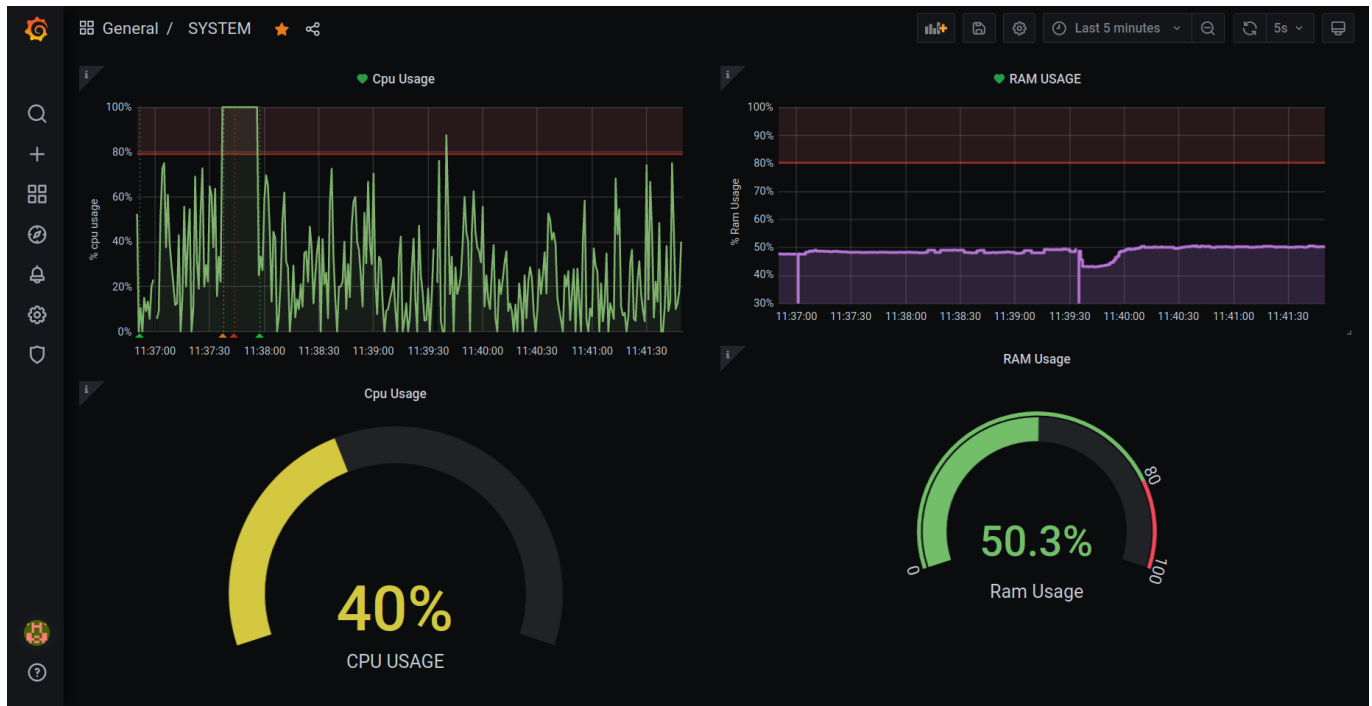 General / SYSTEM
Last 5 minutes
5s
i
Cpu Usage
100%
80%
60%
40%
20%
0%
% cpu usage
11:37:00 11:37:30 11:38:00 11:38:30 11:39:00 11:39:30 11:40:00 11:40:30 11:41:00 11:41:30
i
RAM USAGE
100%
90%
80%
70%
60%
50%
40%
30%
% Ram Usage
11:37:00 11:37:30 11:38:00 11:38:30 11:39:00 11:39:30 11:40:00 11:40:30 11:41:00 11:41:30
i
Cpu Usage
40%
CPU USAGE
i
RAM Usage
0
80
100
50.3%
Ram Usage